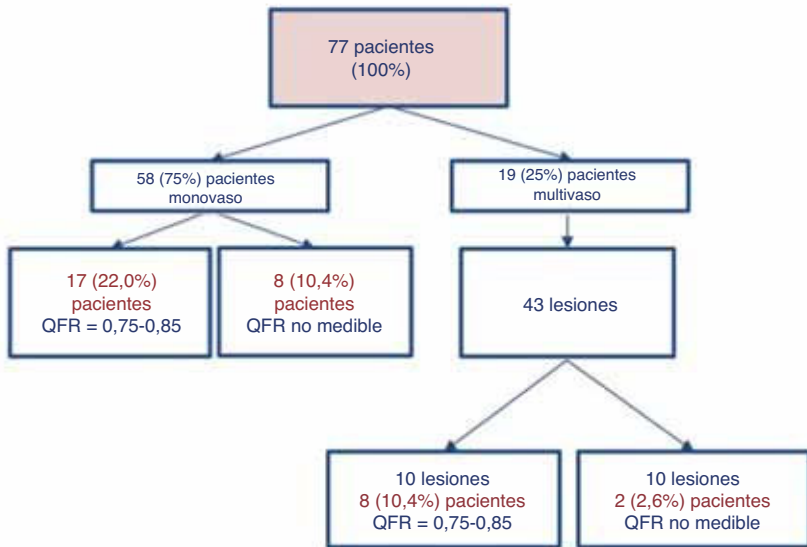 77 pacientes
(100%)
58 (75%) pacientes
monovaso
19 (25%) pacientes
multivaso
17 (22,0%)
pacientes
QFR = 0,75-0,85
8 (10,4%)
pacientes
QFR no medible
43 lesiones
10 lesiones
8 (10,4%) pacientes
QFR = 0,75-0,85
10 lesiones
2 (2,6%) pacientes
QFR no medible